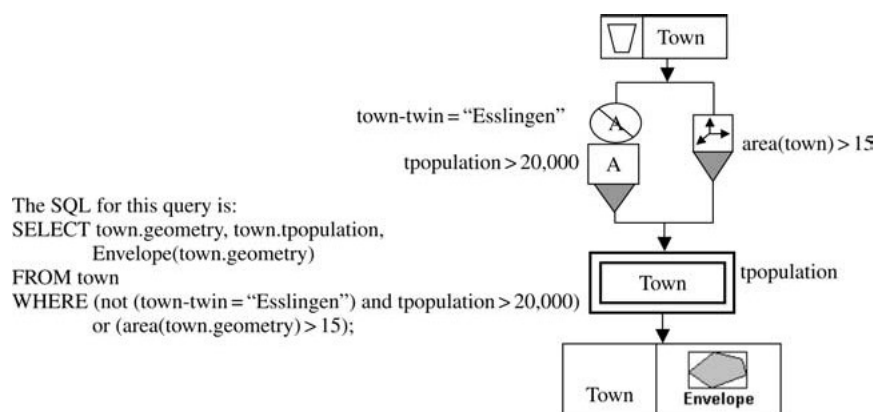 Town
town-twin = “Esslingen”
A
tpopulation > 20,000
A
area(town) > 15
The SQL for this query is:
SELECT town.geometry, town.tpopulation,
Envelope(town.geometry)
FROM town
WHERE (not (town-twin = “Esslingen”) and tpopulation > 20,000)
or (area(town.geometry) > 15);
Town
tpopulation
Town
Envelope